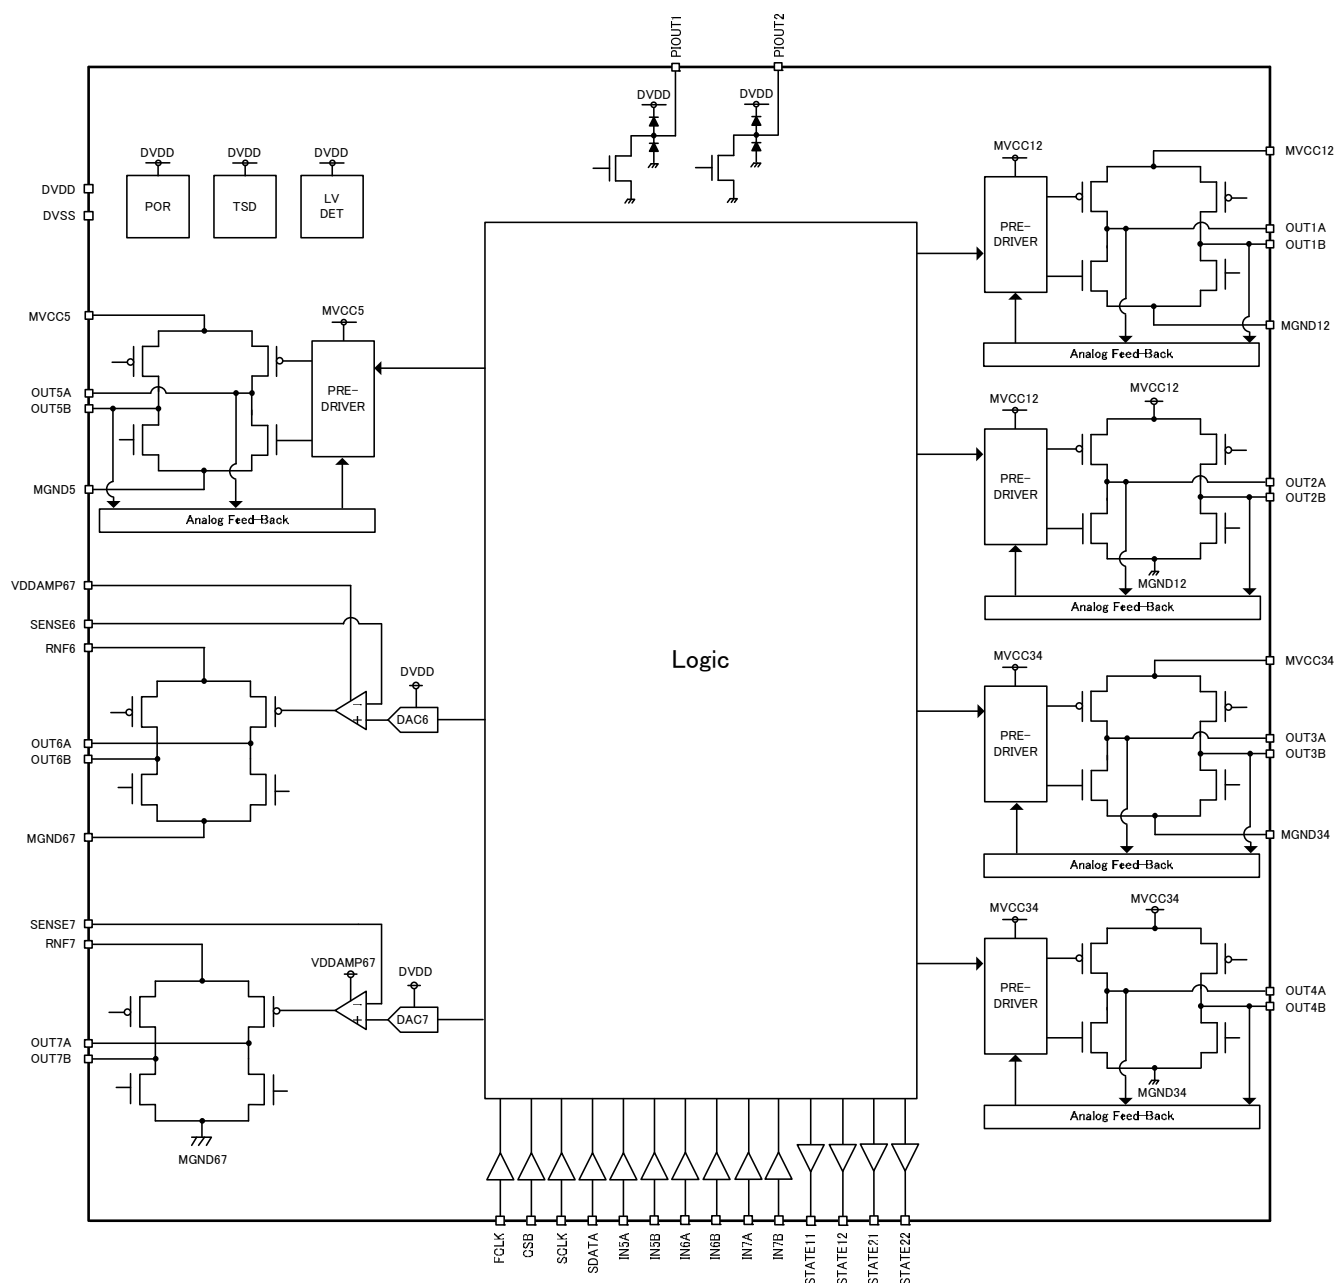 PIOUT1
PIOUT2
DVDD
DVDD
DVDD
DVSS
DVDD
POR
DVDD
TSD
DVDD
LV
DET
MVCC5
OUT5A
OUT5B
MGND5
MVCC5
PRE-
DRIVER
Analog Feed-Back
VDDAMP67
SENSE6
RNF6
OUT6A
OUT6B
MGND67
DVDD
DAC6
−
+
SENSE7
RNF7
OUT7A
OUT7B
MGND67
VDDAMP67
DVDD
DAC7
−
+
Logic
MVCC12
PRE-
DRIVER
Analog Feed-Back
MVCC12
OUT1A
OUT1B
MGND12
MVCC12
MVCC12
PRE-
DRIVER
MGND12
Analog Feed-Back
OUT2A
OUT2B
MVCC34
PRE-
DRIVER
Analog Feed-Back
MVCC34
OUT3A
OUT3B
MGND34
MVCC34
MVCC34
PRE-
DRIVER
MGND34
Analog Feed-Back
OUT4A
OUT4B
FCLK
CSB
SCLK
SDATA
IN5A
IN5B
IN6A
IN6B
IN7A
IN7B
STATE11
STATE12
STATE21
STATE22